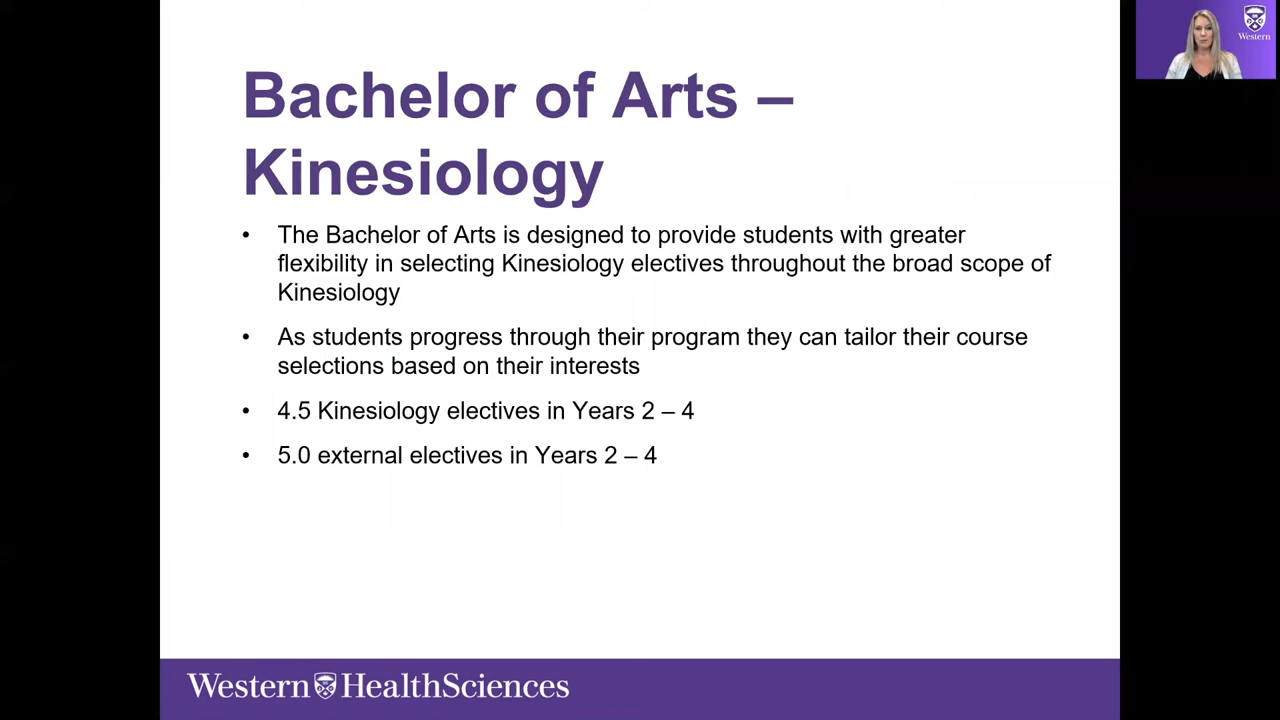 Bachelor of Arts –
Kinesiology
• The Bachelor of Arts is designed to provide students with greater
flexibility in selecting Kinesiology electives throughout the broad scope of
Kinesiology
• As students progress through their program they can tailor their course
selections based on their interests
• 4.5 Kinesiology electives in Years 2 – 4
• 5.0 external electives in Years 2 – 4
Western HealthSciences
Western